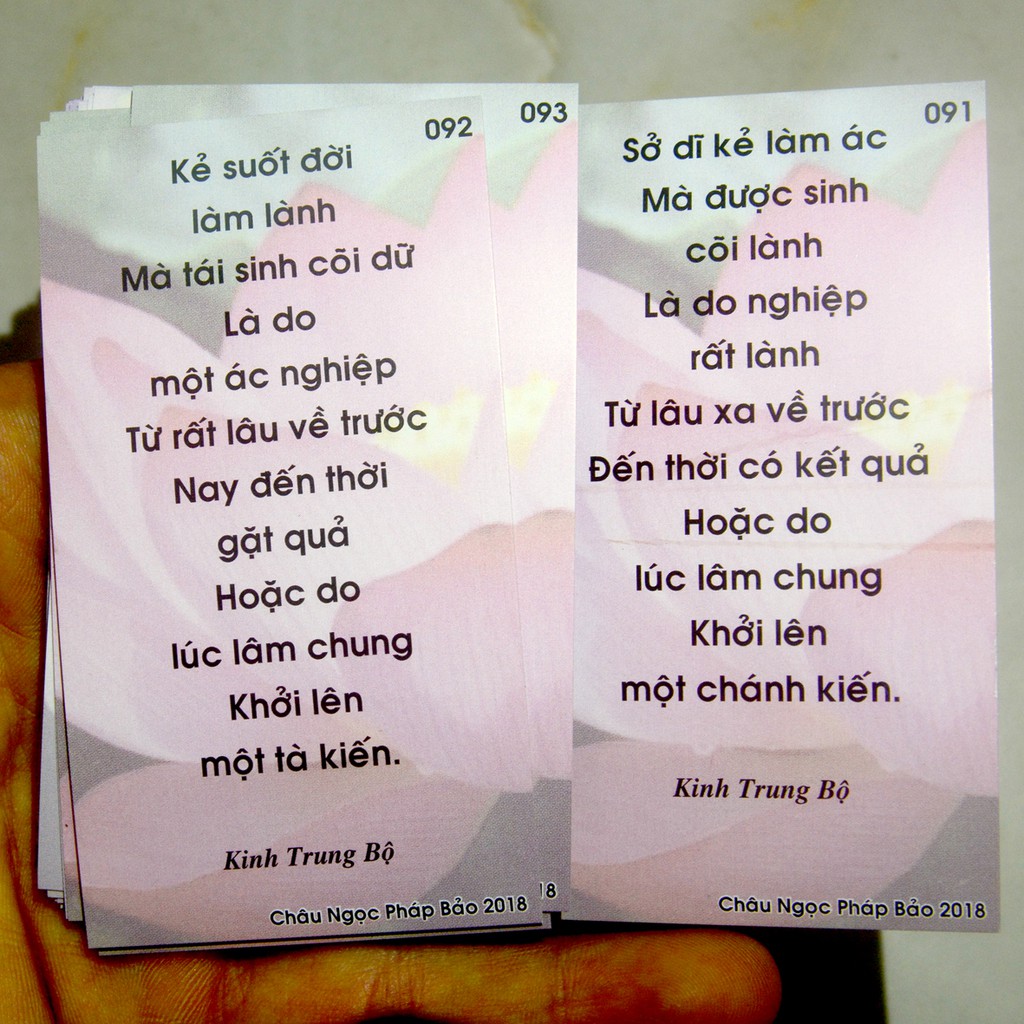 092
Kẻ suốt đời
làm lành
Mà tái sinh cõi dữ
Là do
một ác nghiệp
Từ rất lâu về trước
Nay đến thời
gặt quả
Hoặc do
lúc lâm chung
Khởi lên
một tà kiến.
Kinh Trung Bộ
Châu Ngọc Pháp Bảo 2018
093
18
091
Sở dĩ kẻ làm ác
Mà được sinh
cõi lành
Là do nghiệp
rất lành
Từ lâu xa về trước
Đến thời có kết quả
Hoặc do
lúc lâm chung
Khởi lên
một chánh kiến.
Kinh Trung Bộ
Châu Ngọc Pháp Bảo 2018